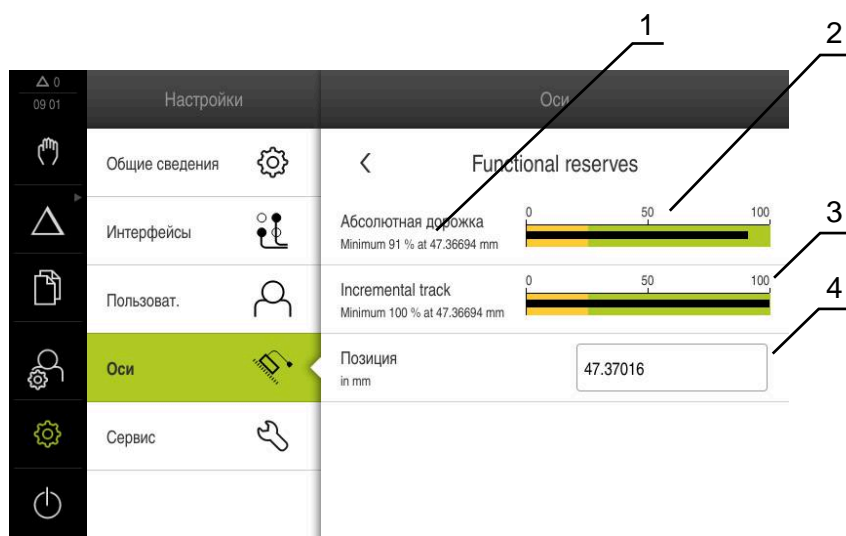 1
2
0
09 01
Настройки
Оси
Общие сведения
Functional reserves
Абсолютная дорожка
Minimum 91 % at 47.36694 mm
0 50 100
3
Интерфейсы
Incremental track
Minimum 100 % at 47.36694 mm
0 50 100
4
Пользоват.
Позиция
in mm
47.37016
Оси
Сервис